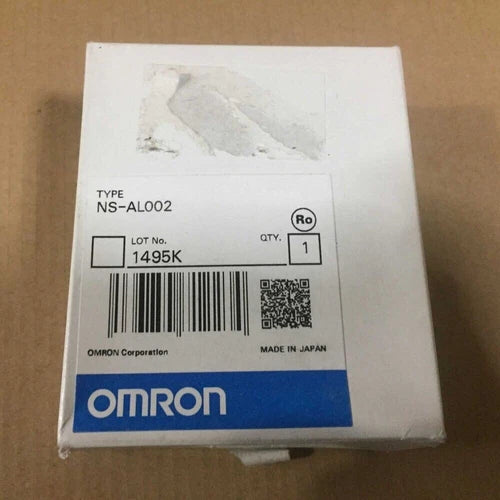 TYPE
NS-AL002
Ro
LOT No.
QTY.
1495K
1
OMRON Corporation
MADE IN JAPAN
OMRON